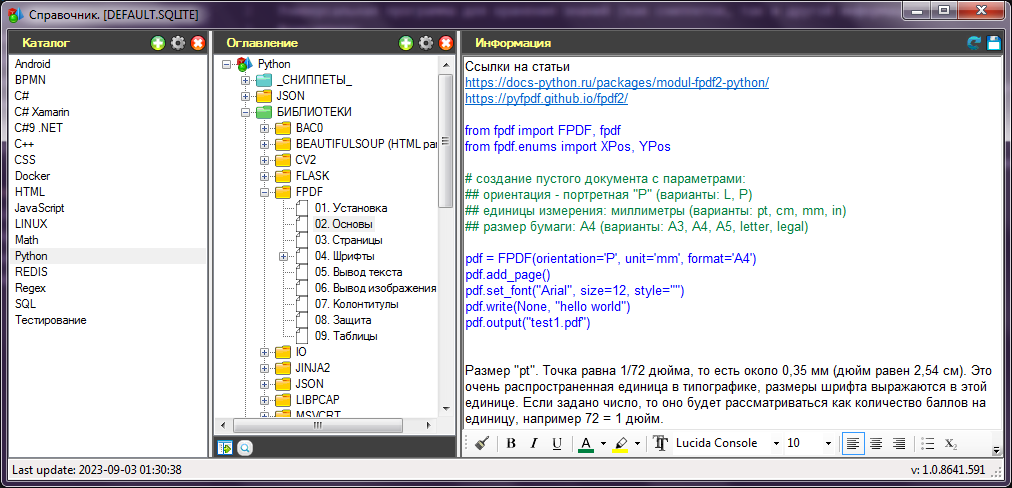 Справочник. [DEFAULT.SQLITE]
Каталог
Android
BPMN
C#
C# Xamarin
C#9 .NET
C++
CSS
Docker
HTML
JavaScript
LINUX
Math
Python
REDIS
Regex
SQL
Тестирование
Оглавление
Python
_СНИППЕТЫ_
JSON
БИБЛИОТЕКИ
BAC0
BEAUTIFULSOUP (HTML par
CV2
FLASK
FPDF
01. Установка
02. Основы
03. Страницы
04. Шрифты
05. Вывод текста
06. Вывод изображения
07. Колонтитулы
08. Защита
09. Таблицы
IO
JINJA2
JSON
LIBPCAP
MSVCRT
Информация
Ссылки на статьи
https://docs-python.ru/packages/modul-fpdf2-python/
https://pyfpdf.github.io/fpdf2/
from fpdf import FPDF, fpdf
from fpdf.enums import XPos, YPos
# создание пустого документа с параметрами:
## ориентация - портретная "P" (варианты: L, P)
## единицы измерения: миллиметры (варианты: pt, cm, mm, in)
## размер бумаги: A4 (варианты: A3, A4, A5, letter, legal)
pdf = FPDF(orientation='P', unit='mm', format='A4')
pdf.add_page()
pdf.set_font("Arial", size=12, style="")
pdf.write(None, "hello world")
pdf.output("test1.pdf")
Размер "pt". Точка равна 1/72 дюйма, то есть около 0,35 мм (дюйм равен 2,54 см). Это
очень распространенная единица в типографике, размеры шрифта выражаются в этой
единице. Если задано число, то оно будет рассматриваться как количество баллов на
единицу, например 72 = 1 дюйм.
B I U A Lucida Console 10 X₂
Last update: 2023-09-03 01:30:38
v: 1.0.8641.591